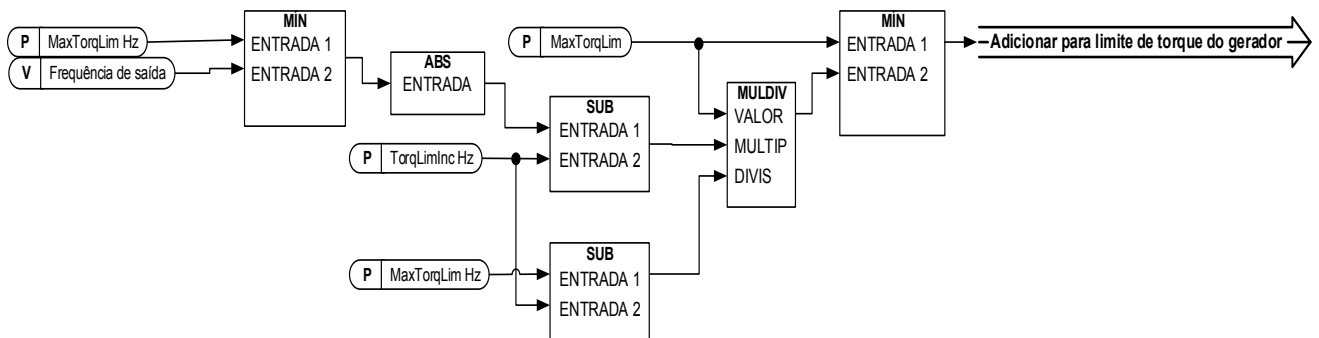 MÍN
P MaxTorqLim Hz
ENTRADA 1
V Frequência de saída
ENTRADA 2
ABS
ENTRADA
P TorqLimInc Hz
SUB
ENTRADA 1
ENTRADA 2
P MaxTorqLim Hz
SUB
ENTRADA 1
ENTRADA 2
P MaxTorqLim
MULDIV
VALOR
MULTIP
DIVIS
MÍN
ENTRADA 1
ENTRADA 2
Adicionar para limite de torque do gerador